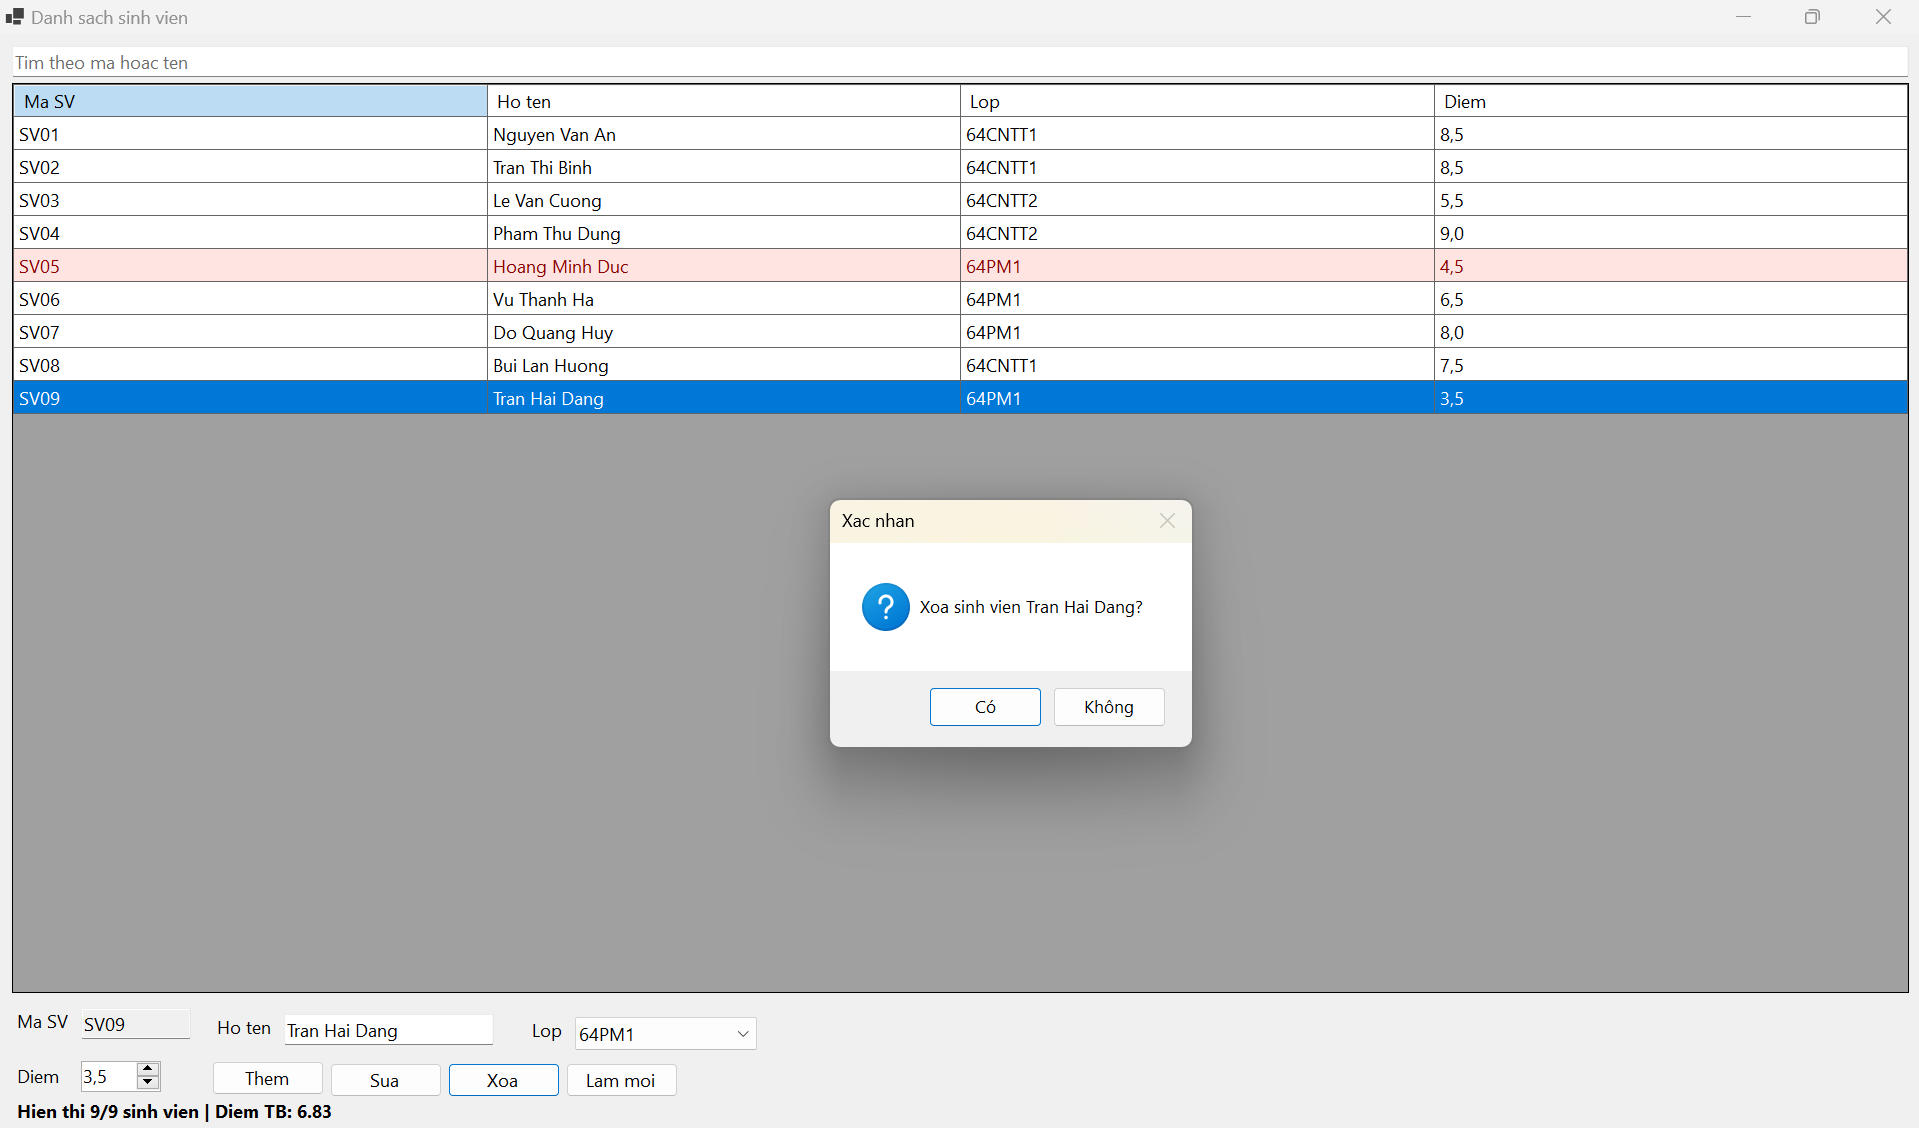 Danh sach sinh vien
Tim theo ma hoac ten
Ma SV Ho ten Lop Diem
SV01 Nguyen Van An 64CNTT1 8,5
SV02 Tran Thi Binh 64CNTT1 8,5
SV03 Le Van Cuong 64CNTT2 5,5
SV04 Pham Thu Dung 64CNTT2 9,0
SV05 Hoang Minh Duc 64PM1 4,5
SV06 Vu Thanh Ha 64PM1 6,5
SV07 Do Quang Huy 64PM1 8,0
SV08 Bui Lan Huong 64CNTT1 7,5
SV09 Tran Hai Dang 64PM1 3,5
Xac nhan
? Xoa sinh vien Tran Hai Dang?
Có Không
Ma SV SV09 Ho ten Tran Hai Dang Lop 64PM1
Diem 3,5 Them Sua Xoa Lam moi
Hien thi 9/9 sinh vien | Diem TB: 6.83